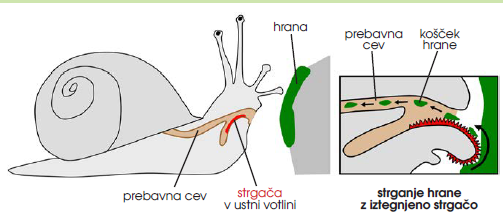 hrana
prebavna cev
strgača
v ustni votlini
prebavna
cev
košček
hrane
strganje hrane
z iztegnjeno strgačo